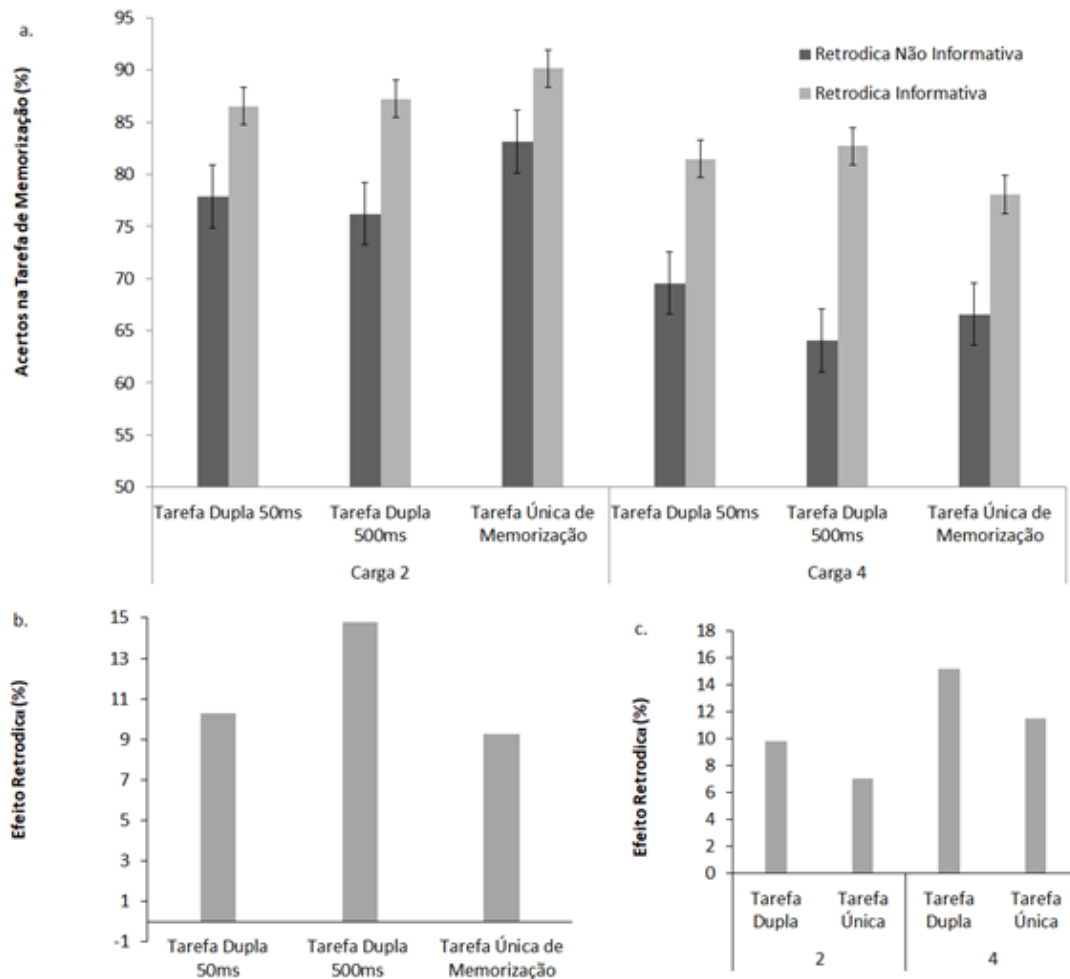 a.
Acertos na Tarefa de Memorização (%)
95
90
85
80
75
70
65
60
55
50
Retrodica Não Informativa
Retrodica Informativa
Tarefa Dupla 50ms
Tarefa Dupla
500ms
Tarefa Única de
Memorização
Tarefa Dupla 50ms
Tarefa Dupla
500ms
Tarefa Única de
Memorização
Carga 2
Carga 4
b.
Efeito Retrodica (%)
15
13
11
9
7
5
3
1
-1
Tarefa Dupla
50ms
Tarefa Dupla
500ms
Tarefa Única de
Memorização
c.
Efeito Retrodica (%)
18
16
14
12
10
8
6
4
2
0
Tarefa
Dupla
Tarefa
Única
Tarefa
Dupla
Tarefa
Única
2
4